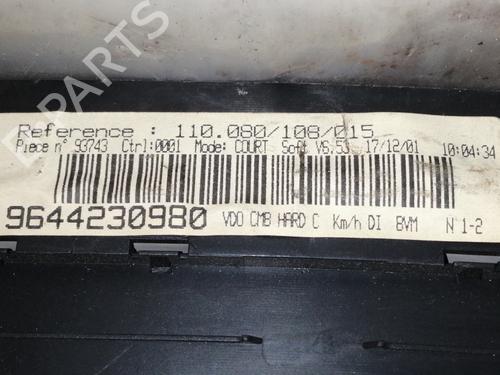 B-PARTS
Reference : 110.080/108/015
Piece n° 93743 Ctrl:0001 Mode: COURT Soft V6.53 17/12/01 10:04:34
9644230980 VDO CMB HARD C Km/h DI BVM N 1-2